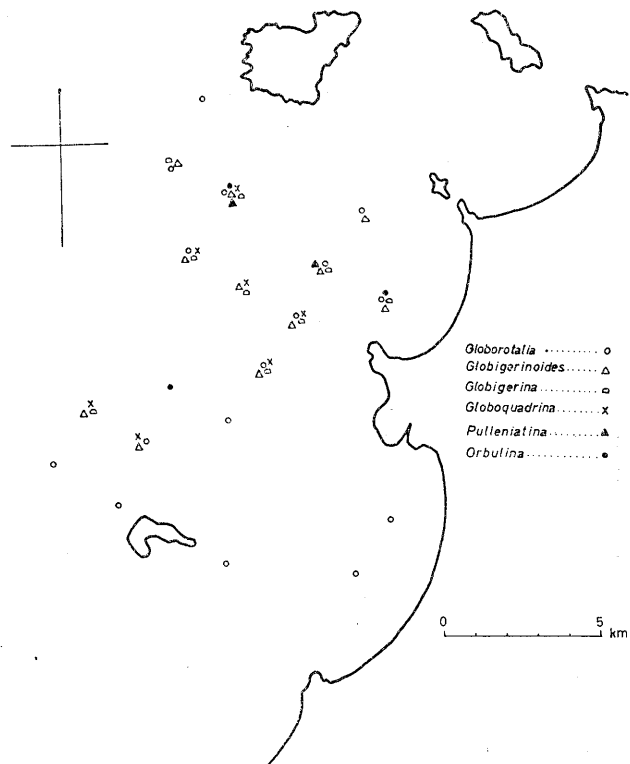 Globorotalia ········· o
Globigerinoides ······ △
Globigerina ·········· ⌓
Globoquadrina ······· x
Pulleniatina ·········· ▲
Orbulina ············· •
0 5
km